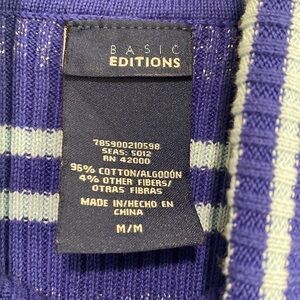 BASIC
EDITIONS
785900210598
SEAS: S012
RN 42000
96% COTTON/ALGODÓN
4% OTHER FIBERS/
OTRAS FIBRAS
MADE IN/HECHO EN
CHINA
M/M